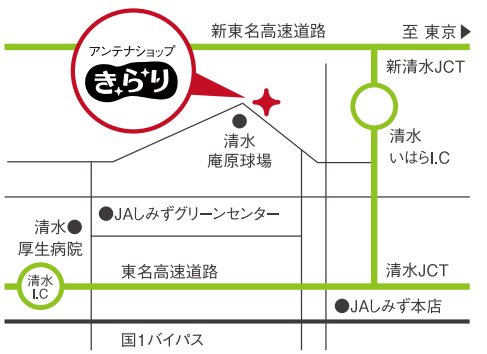 新東名高速道路
至 東京▶
アンテナショップ
きらり
新清水JCT
清水
いはらI.C
清水
庵原球場
●JAしみずグリーンセンター
清水●
厚生病院
清水
I.C
東名高速道路
清水JCT
●JAしみず本店
国1バイパス